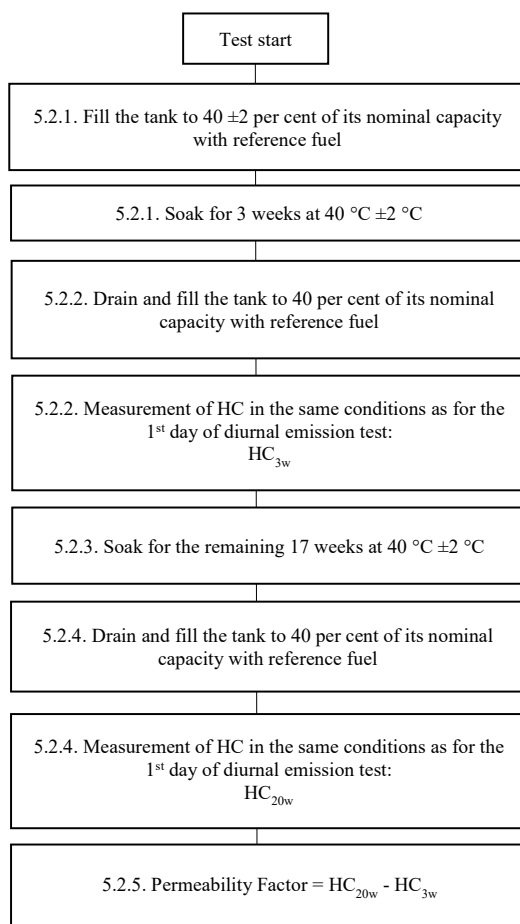 Test start
5.2.1. Fill the tank to 40 ±2 per cent of its nominal capacity
with reference fuel
5.2.1. Soak for 3 weeks at 40 °C ±2 °C
5.2.2. Drain and fill the tank to 40 per cent of its nominal
capacity with reference fuel
5.2.2. Measurement of HC in the same conditions as for the
1st day of diurnal emission test:
HC3w
5.2.3. Soak for the remaining 17 weeks at 40 °C ±2 °C
5.2.4. Drain and fill the tank to 40 per cent of its nominal
capacity with reference fuel
5.2.4. Measurement of HC in the same conditions as for the
1st day of diurnal emission test:
HC20w
5.2.5. Permeability Factor = HC20w - HC3w